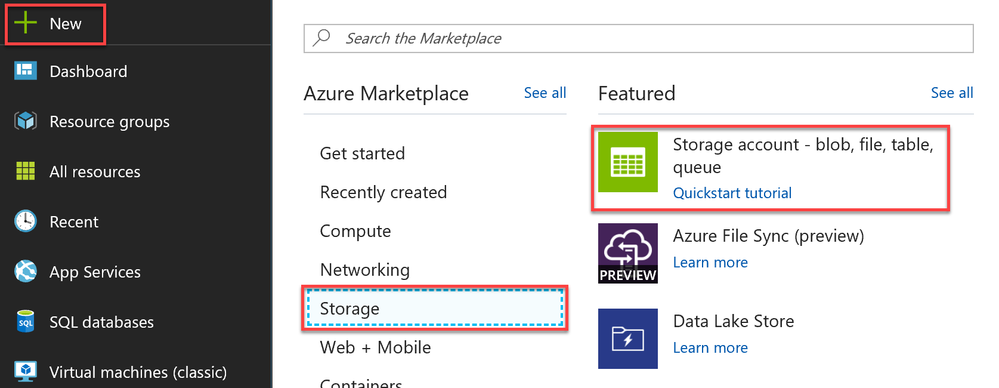 New
Dashboard
Resource groups
All resources
Recent
App Services
SQL
SQL databases
Virtual machines (classic)
Search the Marketplace
Azure Marketplace
See all
Get started
Recently created
Compute
Networking
Storage
Web + Mobile
Containers
Featured
See all
Storage account - blob, file, table,
queue
Quickstart tutorial
PREVIEW
Azure File Sync (preview)
Learn more
Data Lake Store
Learn more